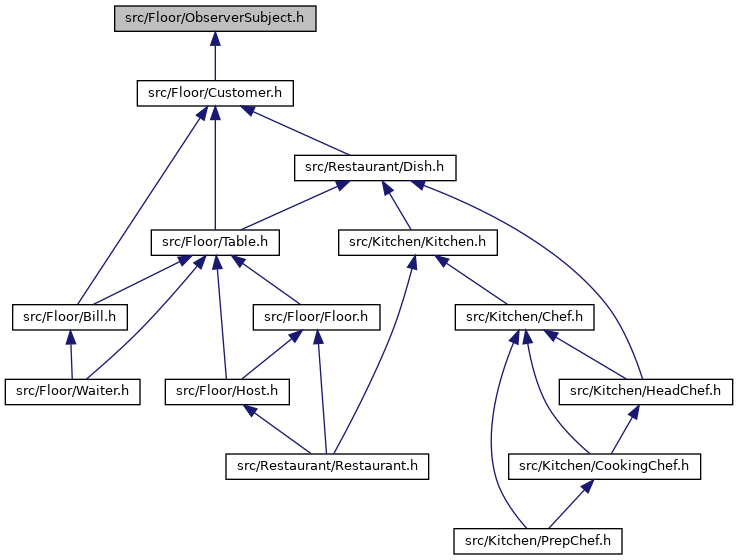 src/Floor/ObserverSubject.h
src/Floor/Customer.h
src/Restaurant/Dish.h
src/Floor/Table.h
src/Kitchen/Kitchen.h
src/Floor/Bill.h
src/Floor/Floor.h
src/Kitchen/Chef.h
src/Floor/Waiter.h
src/Floor/Host.h
src/Kitchen/HeadChef.h
src/Restaurant/Restaurant.h
src/Kitchen/CookingChef.h
src/Kitchen/PrepChef.h